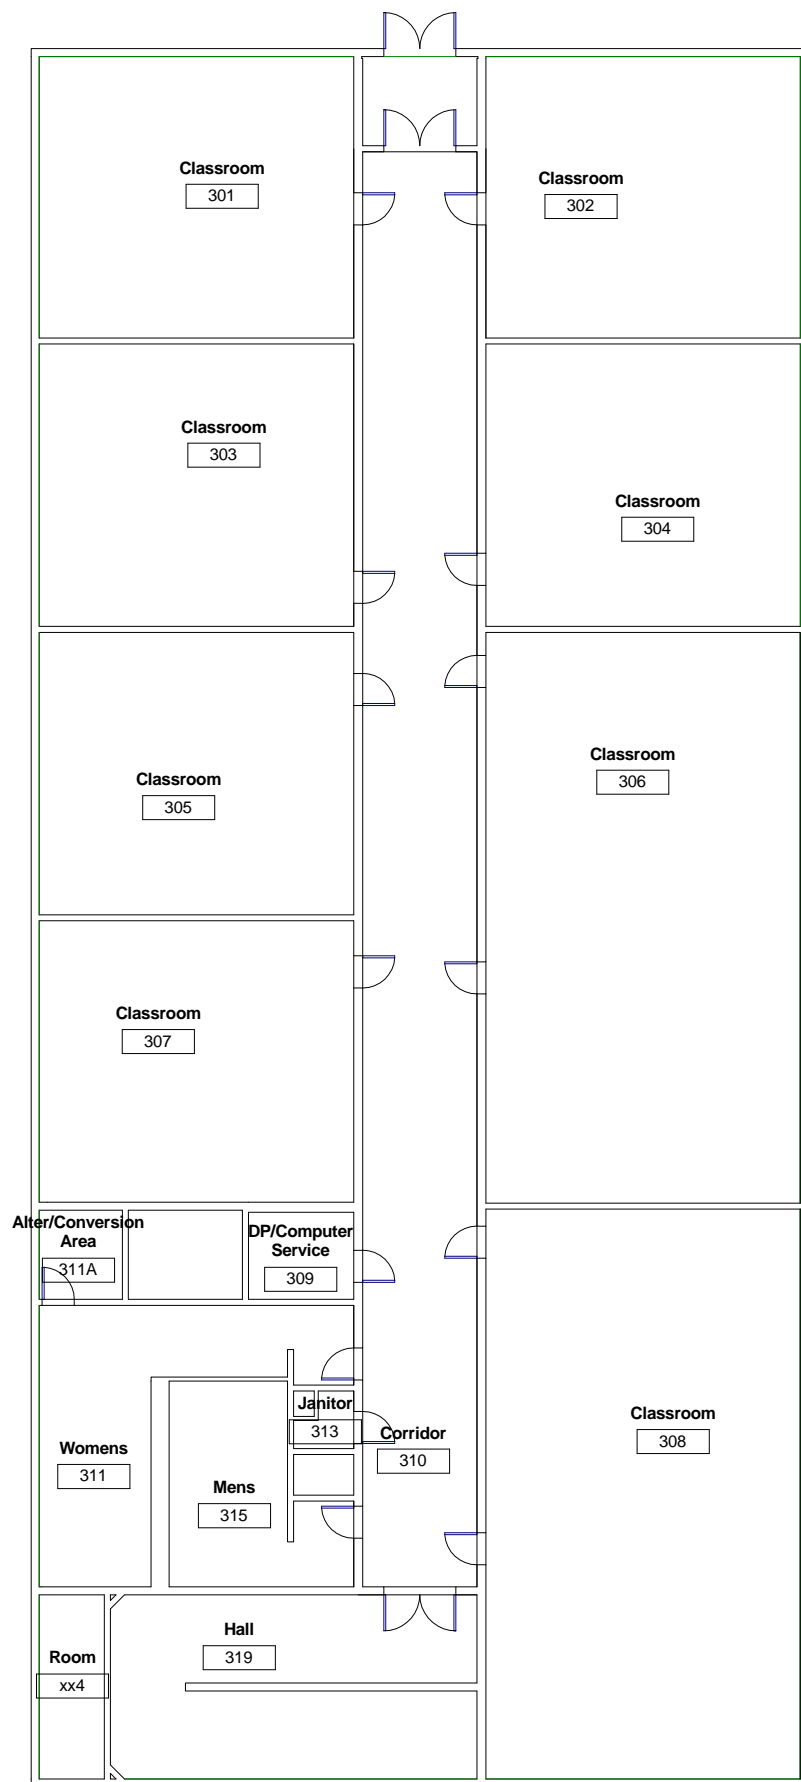 Classroom
301
Classroom
302
Classroom
303
Classroom
304
Classroom
305
Classroom
306
Classroom
307
Alter/Conversion
Area
311A
DP/Computer
Service
309
Janitor
313
Corridor
310
Classroom
308
Womens
311
Mens
315
Hall
319
Room
xx4